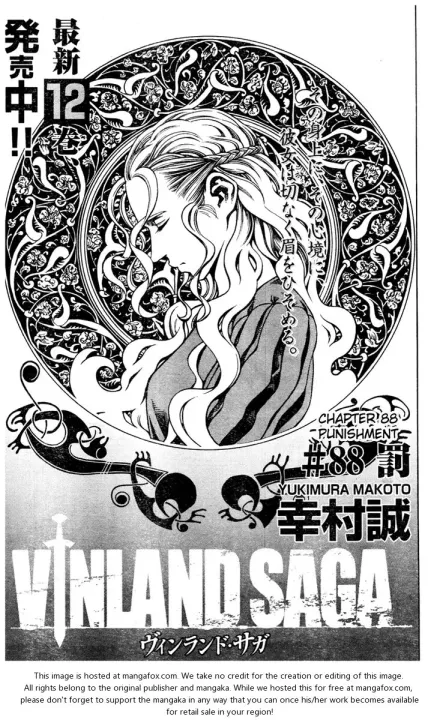 最新
12
巻
発売中!!
その身上に、その心境に
彼女は切なく眉をひそめる。
CHAPTER 88
PUNISHMENT
#88 罰
YUKIMURA MAKOTO
幸村誠
VINLAND SAGA
ヴィンランド・サガ
This image is hosted at mangafox.com. We take no credit for the creation or editing of this image.
All rights belong to the original publisher and mangaka. While we hosted this for free at mangafox.com,
please don't forget to support the mangaka in any way that you can once his/her work becomes available
for retail sale in your region!